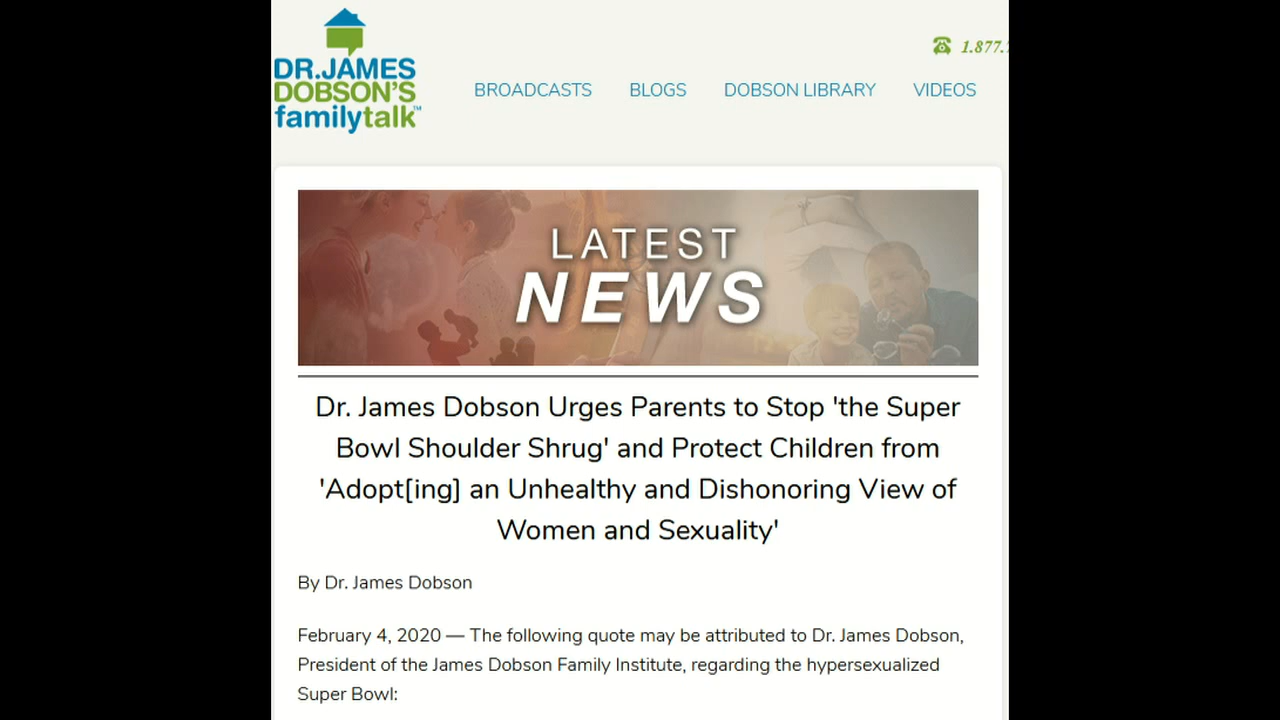 DR.JAMES
DOBSON'S
familytalk™
1.877.
BROADCASTS BLOGS DOBSON LIBRARY VIDEOS
LATEST
NEWS
Dr. James Dobson Urges Parents to Stop 'the Super
Bowl Shoulder Shrug' and Protect Children from
'Adopt[ing] an Unhealthy and Dishonoring View of
Women and Sexuality'
By Dr. James Dobson
February 4, 2020 — The following quote may be attributed to Dr. James Dobson,
President of the James Dobson Family Institute, regarding the hypersexualized
Super Bowl: